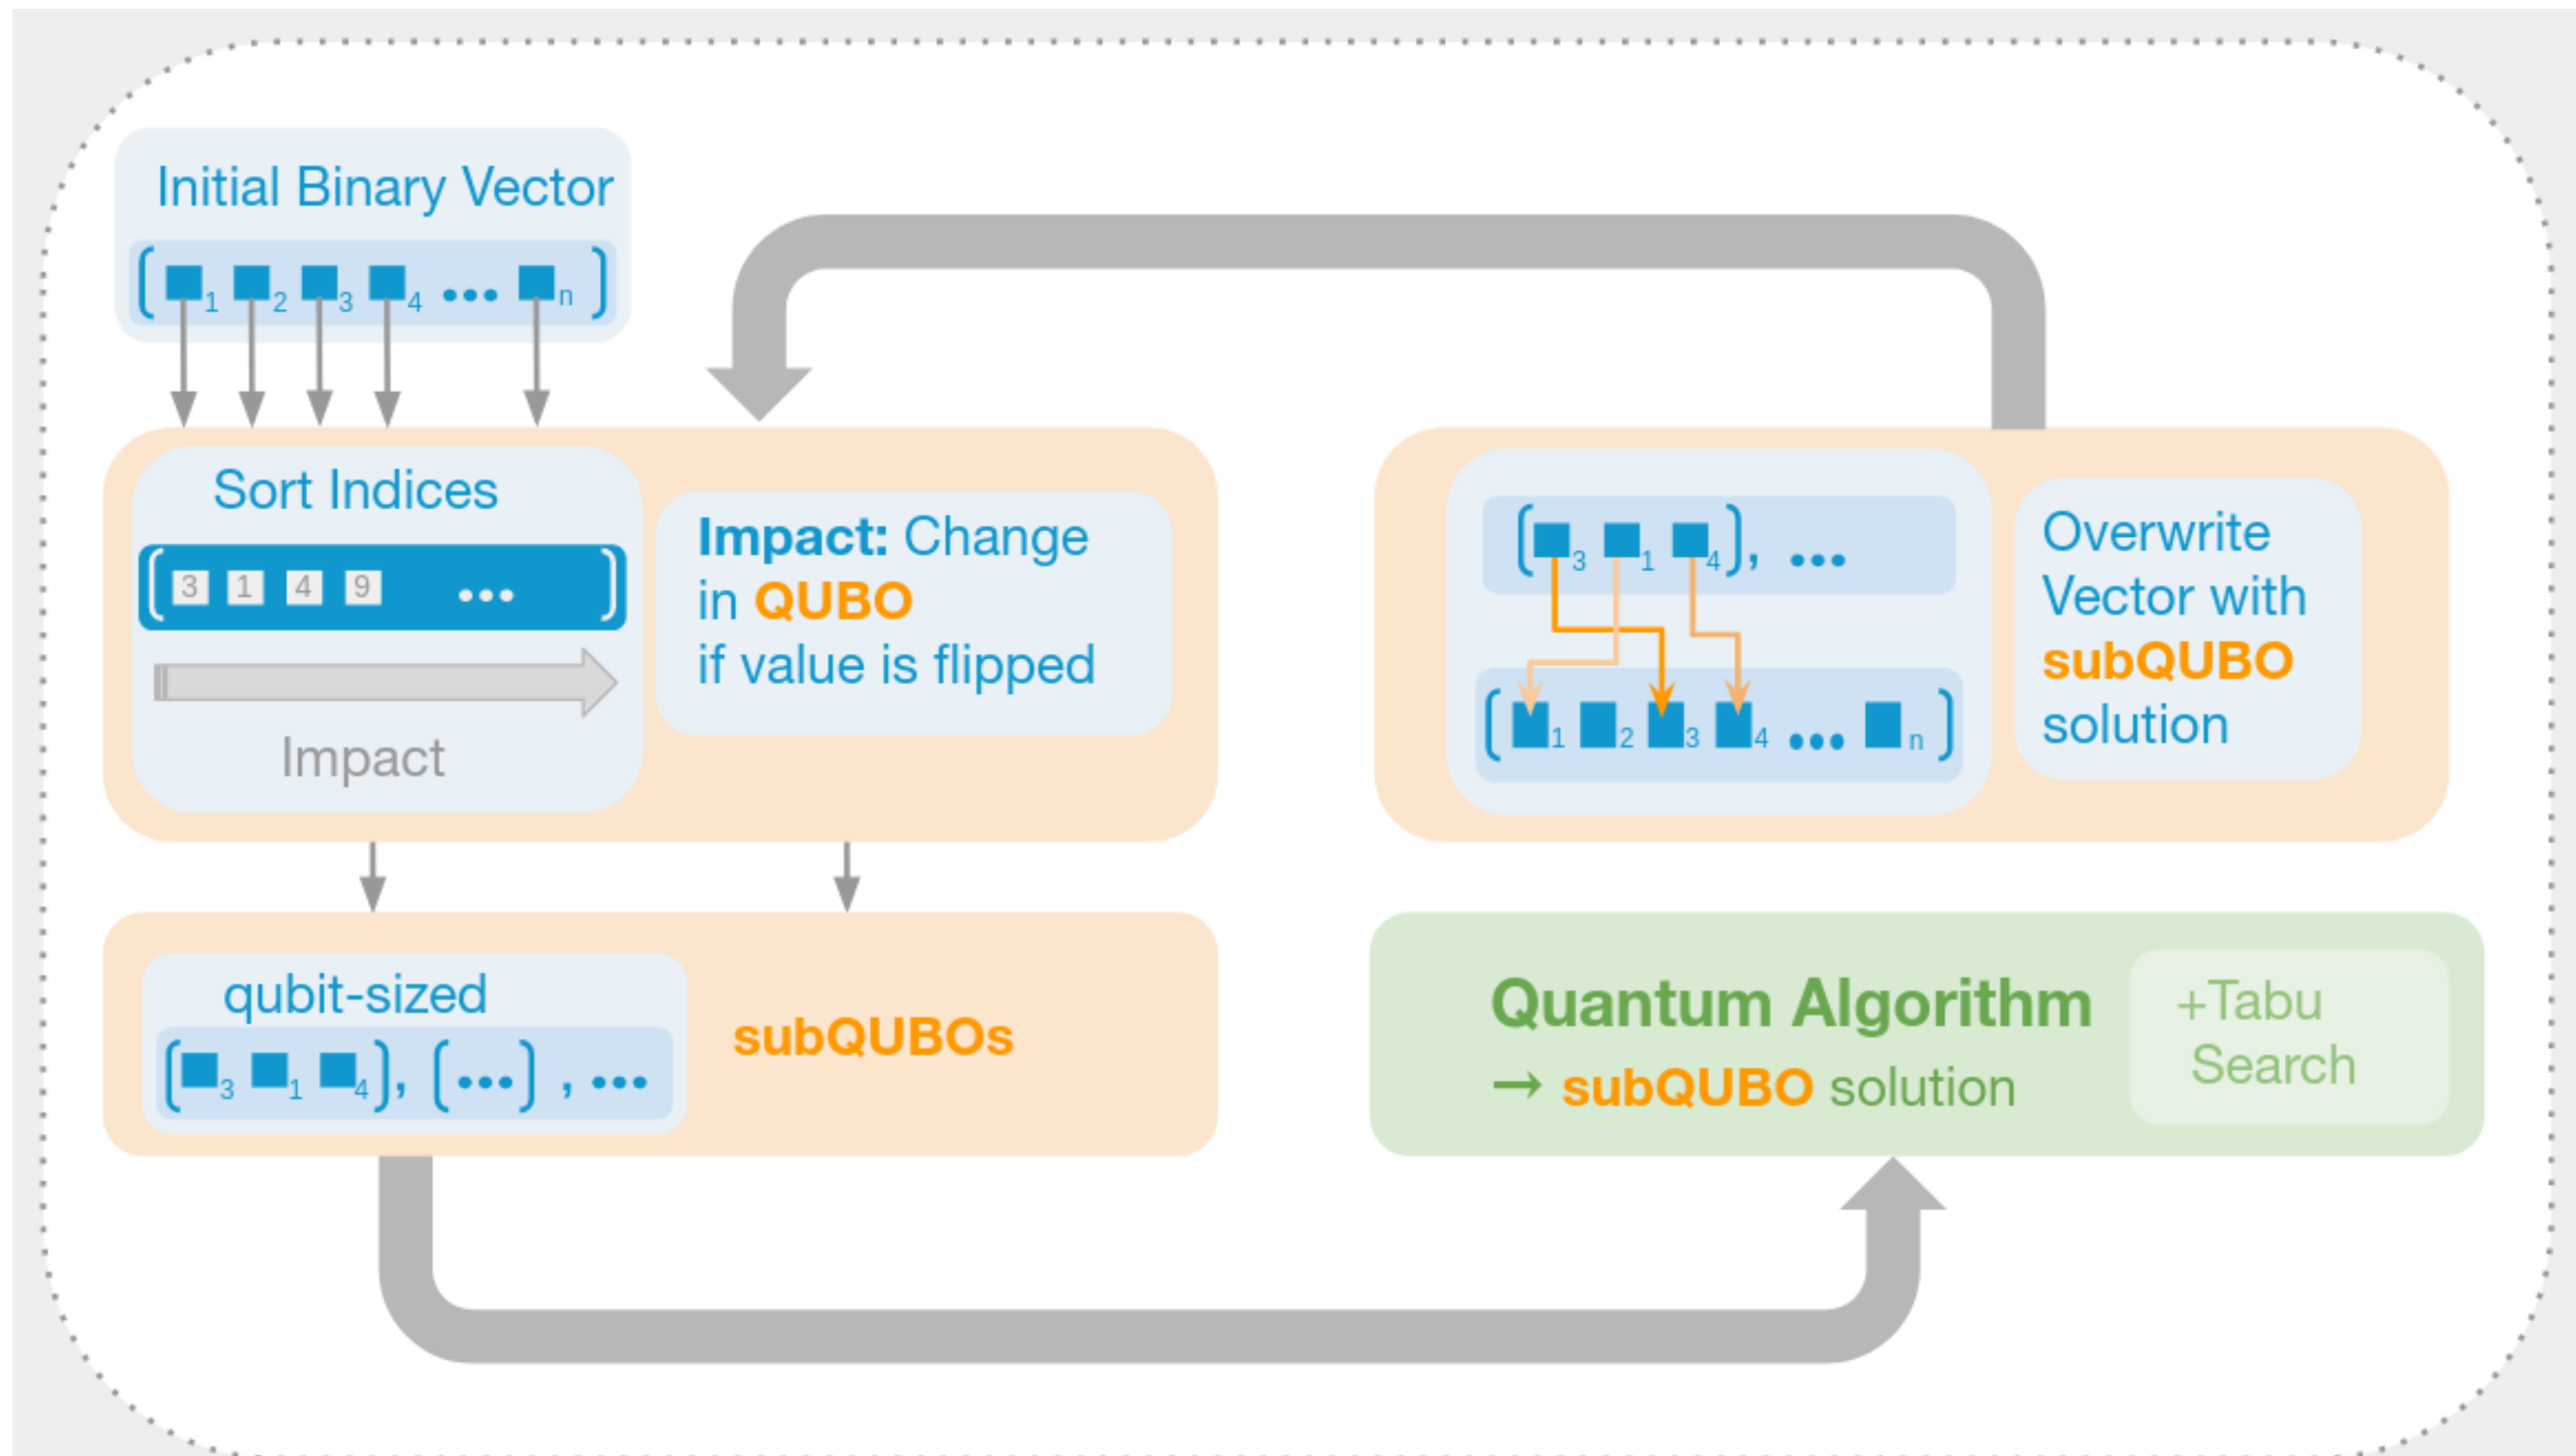 Initial Binary Vector
( ■1 ■2 ■3 ■4 ... ■n )
Sort Indices
( 3 1 4 9 ... )
Impact
Impact: Change
in QUBO
if value is flipped
qubit-sized
(■3 ■1 ■4), (...) , ...
subQUBOs
(■3 ■1 ■4), ...
(■1 ■2 ■3 ■4 ... ■n)
Overwrite
Vector with
subQUBO
solution
Quantum Algorithm
→ subQUBO solution
+Tabu
Search